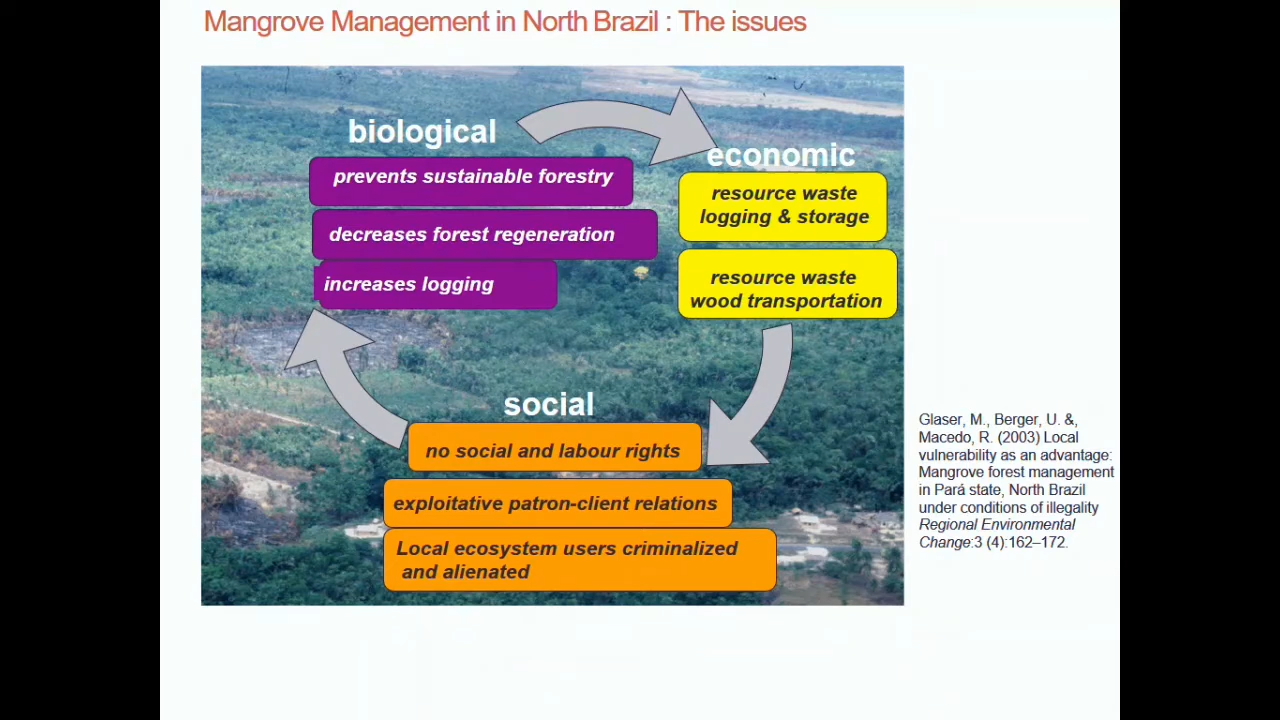 Mangrove Management in North Brazil : The issues
biological
prevents sustainable forestry
decreases forest regeneration
increases logging
economic
resource waste
logging & storage
resource waste
wood transportation
social
no social and labour rights
exploitative patron-client relations
Local ecosystem users criminalized
and alienated
Glaser, M., Berger, U. &,
Macedo, R. (2003) Local
vulnerability as an advantage:
Mangrove forest management
in Pará state, North Brazil
under conditions of illegality
Regional Environmental
Change:3 (4):162–172.